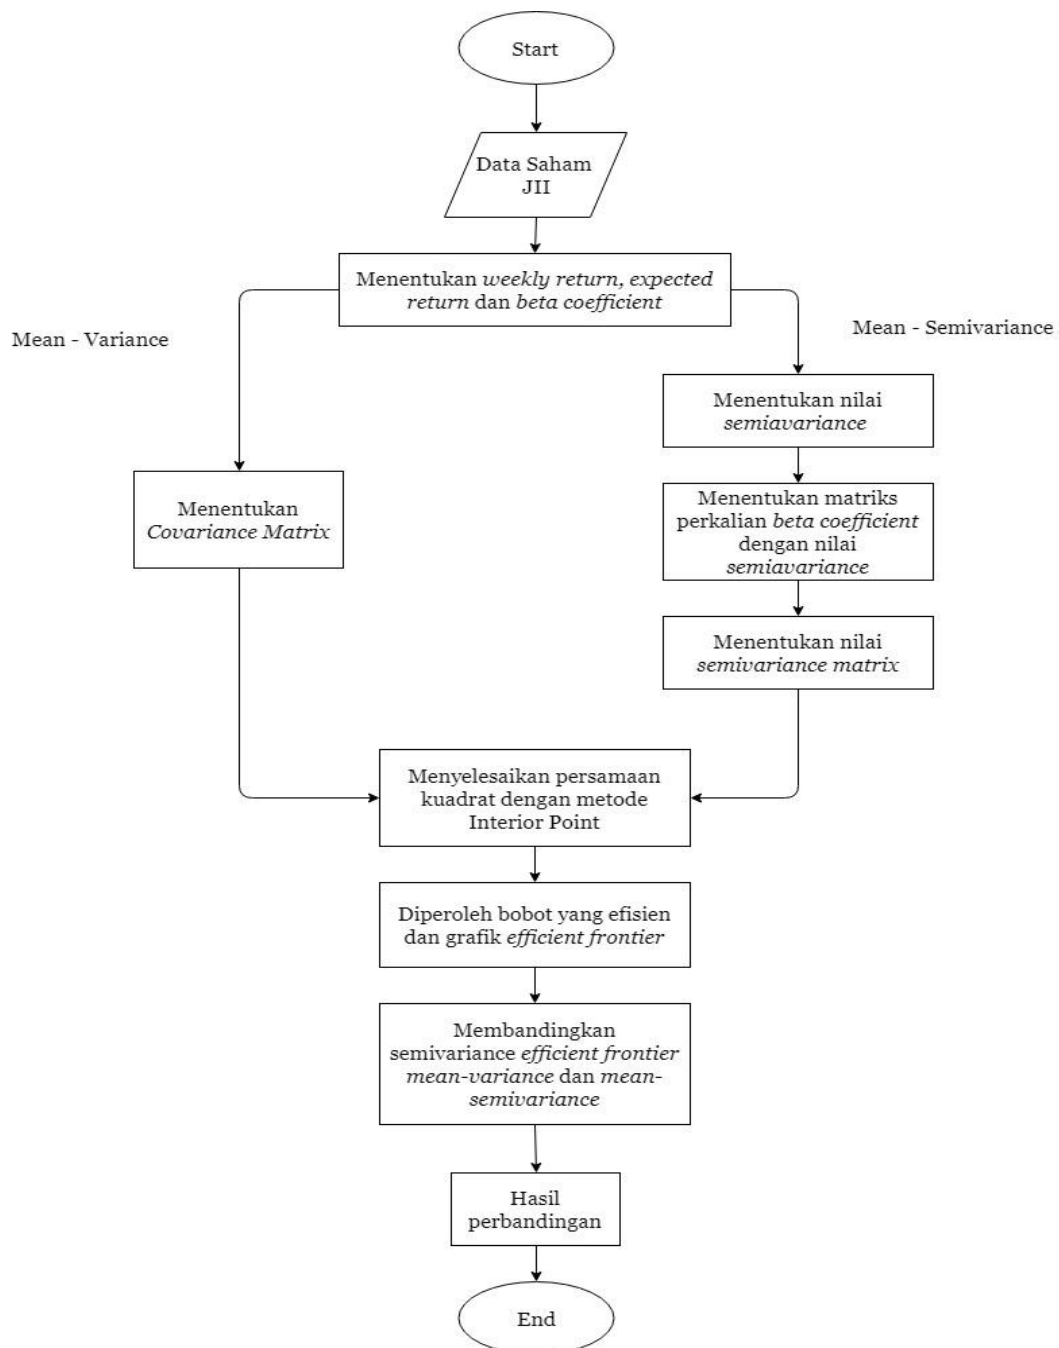 Start
Data Saham
JII
Menentukan weekly return, expected
return dan beta coefficient
Mean - Variance
Mean - Semivariance
Menentukan nilai
semiavariance
Menentukan
Covariance Matrix
Menentukan matriks
perkalian beta coefficient
dengan nilai
semiavariance
Menentukan nilai
semivariance matrix
Menyelesaikan persamaan
kuadrat dengan metode
Interior Point
Diperoleh bobot yang efisien
dan grafik efficient frontier
Membandingkan
semivariance efficient frontier
mean-variance dan mean-
semivariance
Hasil
perbandingan
End